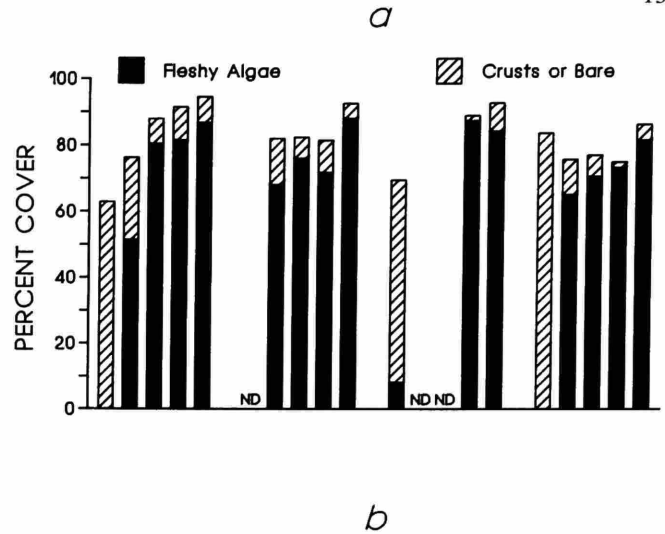 a
Fleshy Algae
Crusts or Bare
100
80
60
40
20
0
PERCENT COVER
ND
ND ND
b